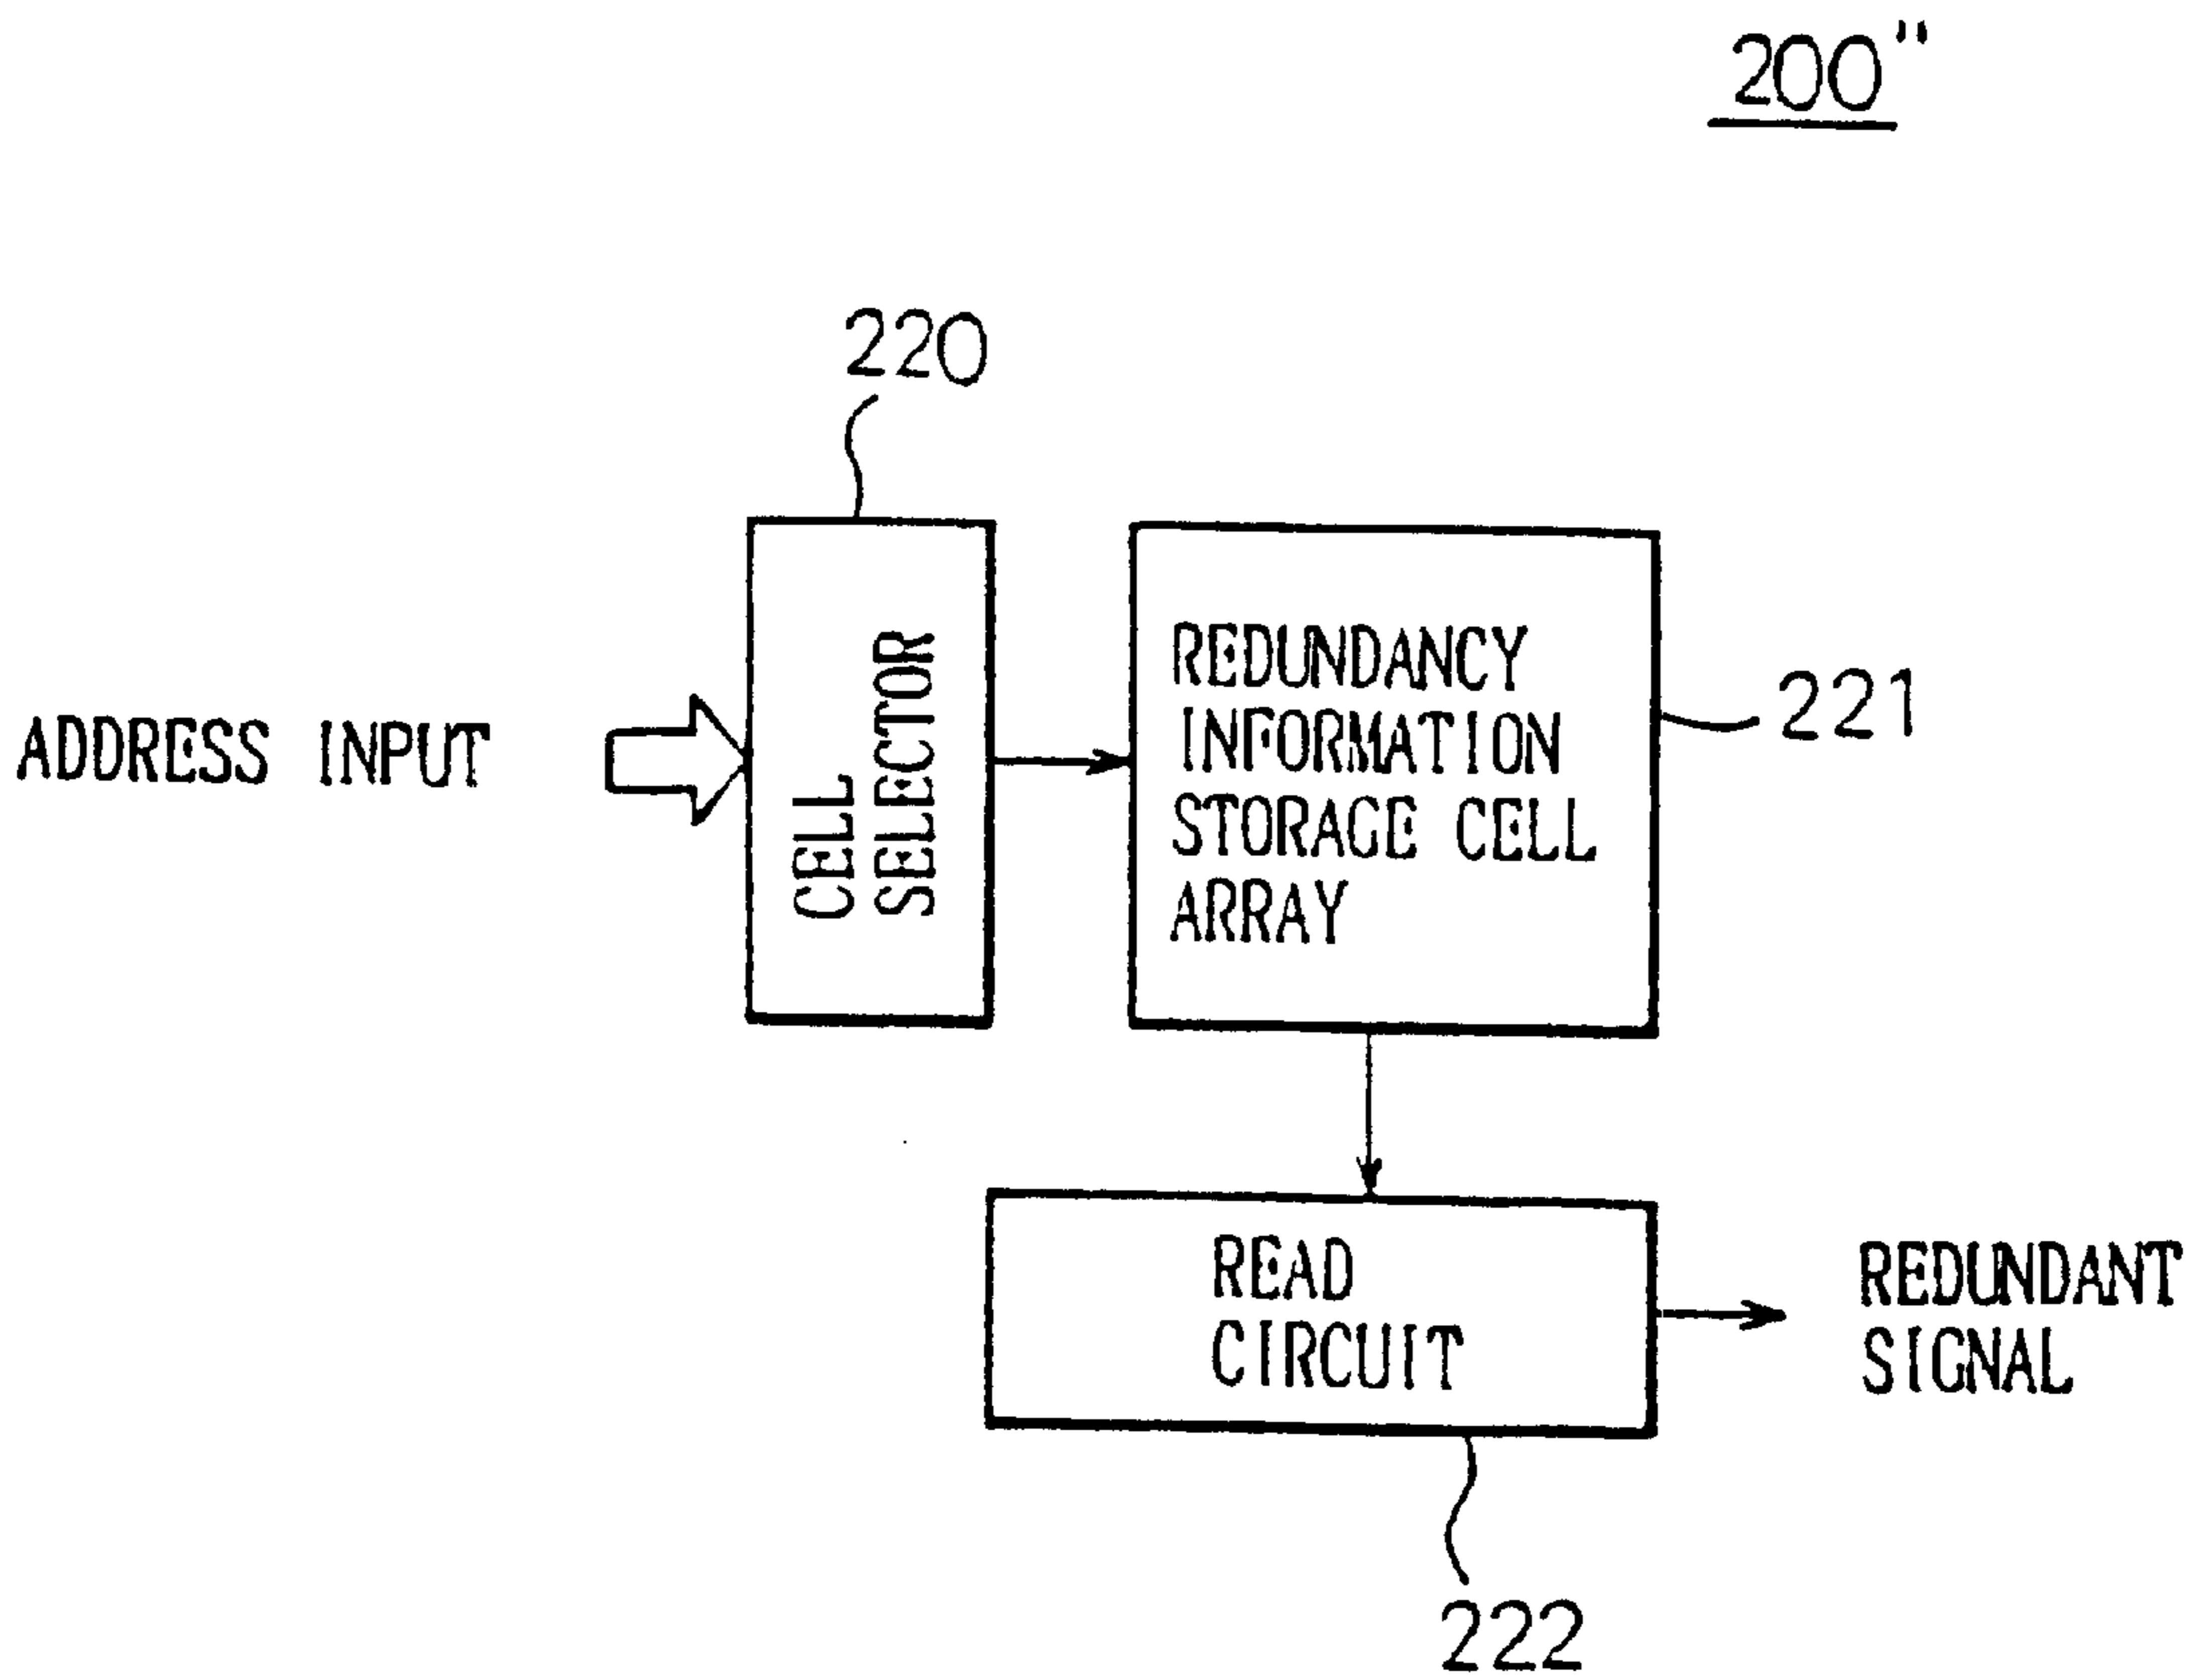 200"
220
ADDRESS INPUT
CELL
SELECTOR
REDUNDANCY
INFORMATION
STORAGE CELL
ARRAY
221
READ
CIRCUIT
REDUNDANT
SIGNAL
222